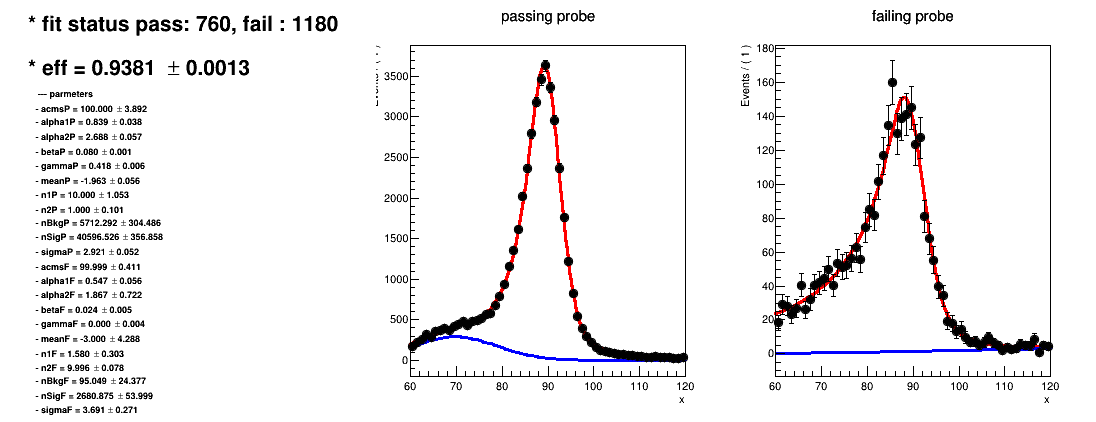 * fit status pass: 760, fail : 1180
* eff = 0.9381 ± 0.0013
--- parmeters
- acmsP = 100.000 ± 3.892
- alpha1P = 0.839 ± 0.038
- alpha2P = 2.688 ± 0.057
- betaP = 0.080 ± 0.001
- gammaP = 0.418 ± 0.006
- meanP = -1.963 ± 0.056
- n1P = 10.000 ± 1.053
- n2P = 1.000 ± 0.101
- nBkgP = 5712.292 ± 304.486
- nSigP = 40596.526 ± 356.858
- sigmaP = 2.921 ± 0.052
- acmsF = 99.999 ± 0.411
- alpha1F = 0.547 ± 0.056
- alpha2F = 1.867 ± 0.722
- betaF = 0.024 ± 0.005
- gammaF = 0.000 ± 0.004
- meanF = -3.000 ± 4.288
- n1F = 1.580 ± 0.303
- n2F = 9.996 ± 0.078
- nBkgF = 95.049 ± 24.377
- nSigF = 2680.875 ± 53.999
- sigmaF = 3.691 ± 0.271
passing probe
3500
3000
2500
2000
1500
1000
500
0
60 70 80 90 100 110 120
x
failing probe
Events / ( 1 )
180
160
140
120
100
80
60
40
20
0
60 70 80 90 100 110 120
x